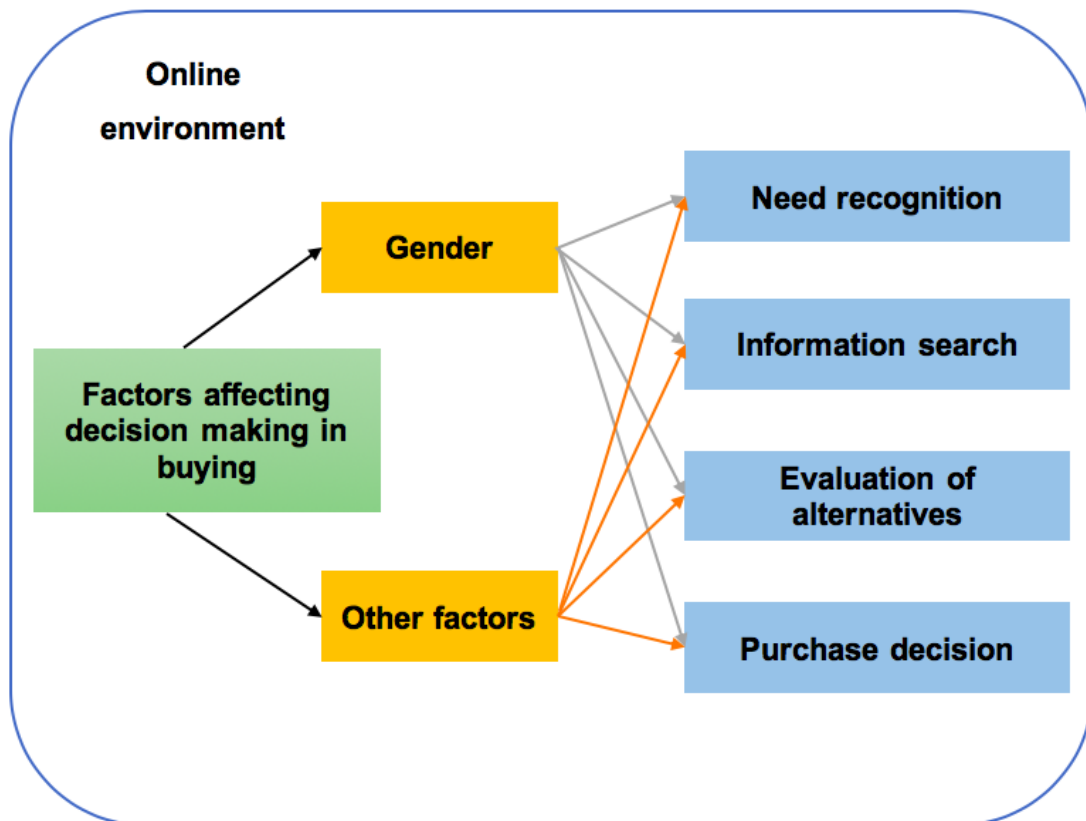 Online
environment
Need recognition
Gender
Information search
Factors affecting
decision making in
buying
Evaluation of
alternatives
Other factors
Purchase decision